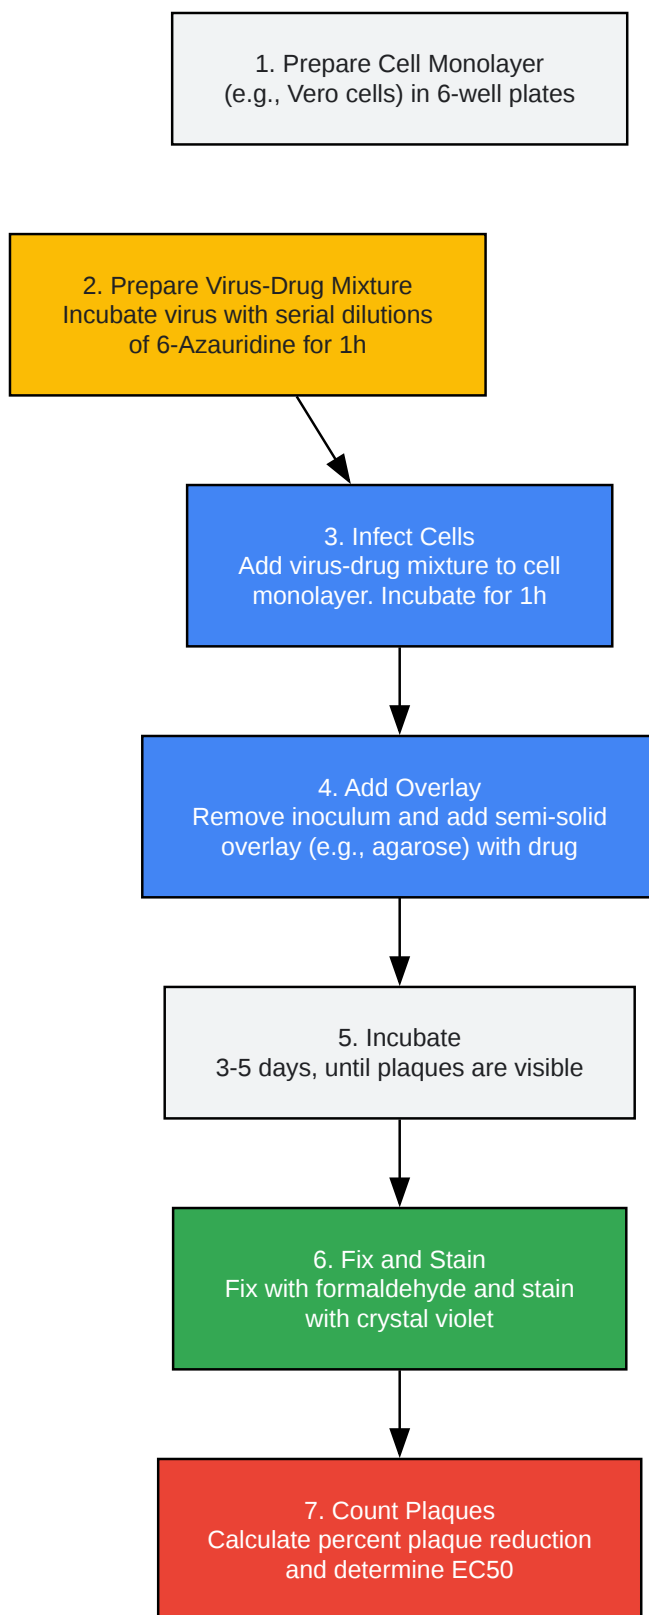 1. Prepare Cell Monolayer
(e.g., Vero cells) in 6-well plates
2. Prepare Virus-Drug Mixture
Incubate virus with serial dilutions
of 6-Azauridine for 1h
3. Infect Cells
Add virus-drug mixture to cell
monolayer. Incubate for 1h
4. Add Overlay
Remove inoculum and add semi-solid
overlay (e.g., agarose) with drug
5. Incubate
3-5 days, until plaques are visible
6. Fix and Stain
Fix with formaldehyde and stain
with crystal violet
7. Count Plaques
Calculate percent plaque reduction
and determine EC50